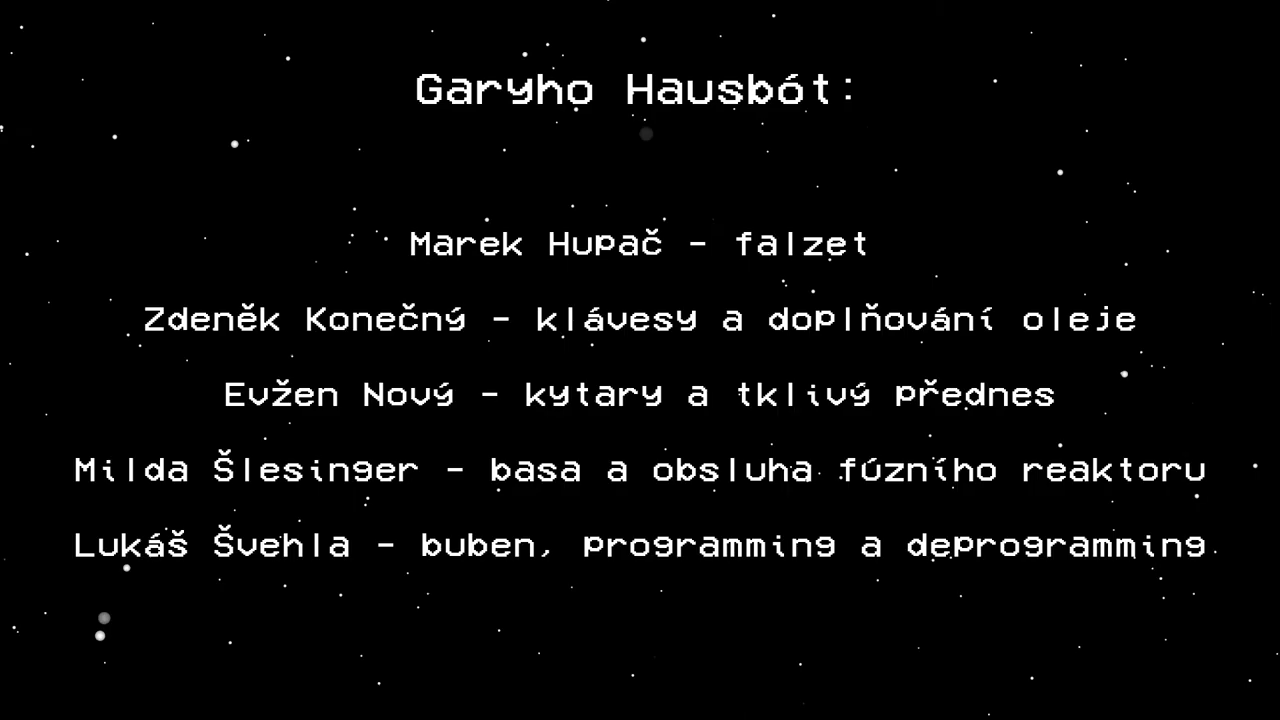 Garyho Hausbót:
Marek Hupač - falzet
Zdeněk Konečný - klávesy a doplňování oleje
Evžen Nový - kytary a tklivý přednes
Milda Šlesinger - basa a obsluha fúzního reaktoru
Lukáš Švehla - buben, programming a deprogramming